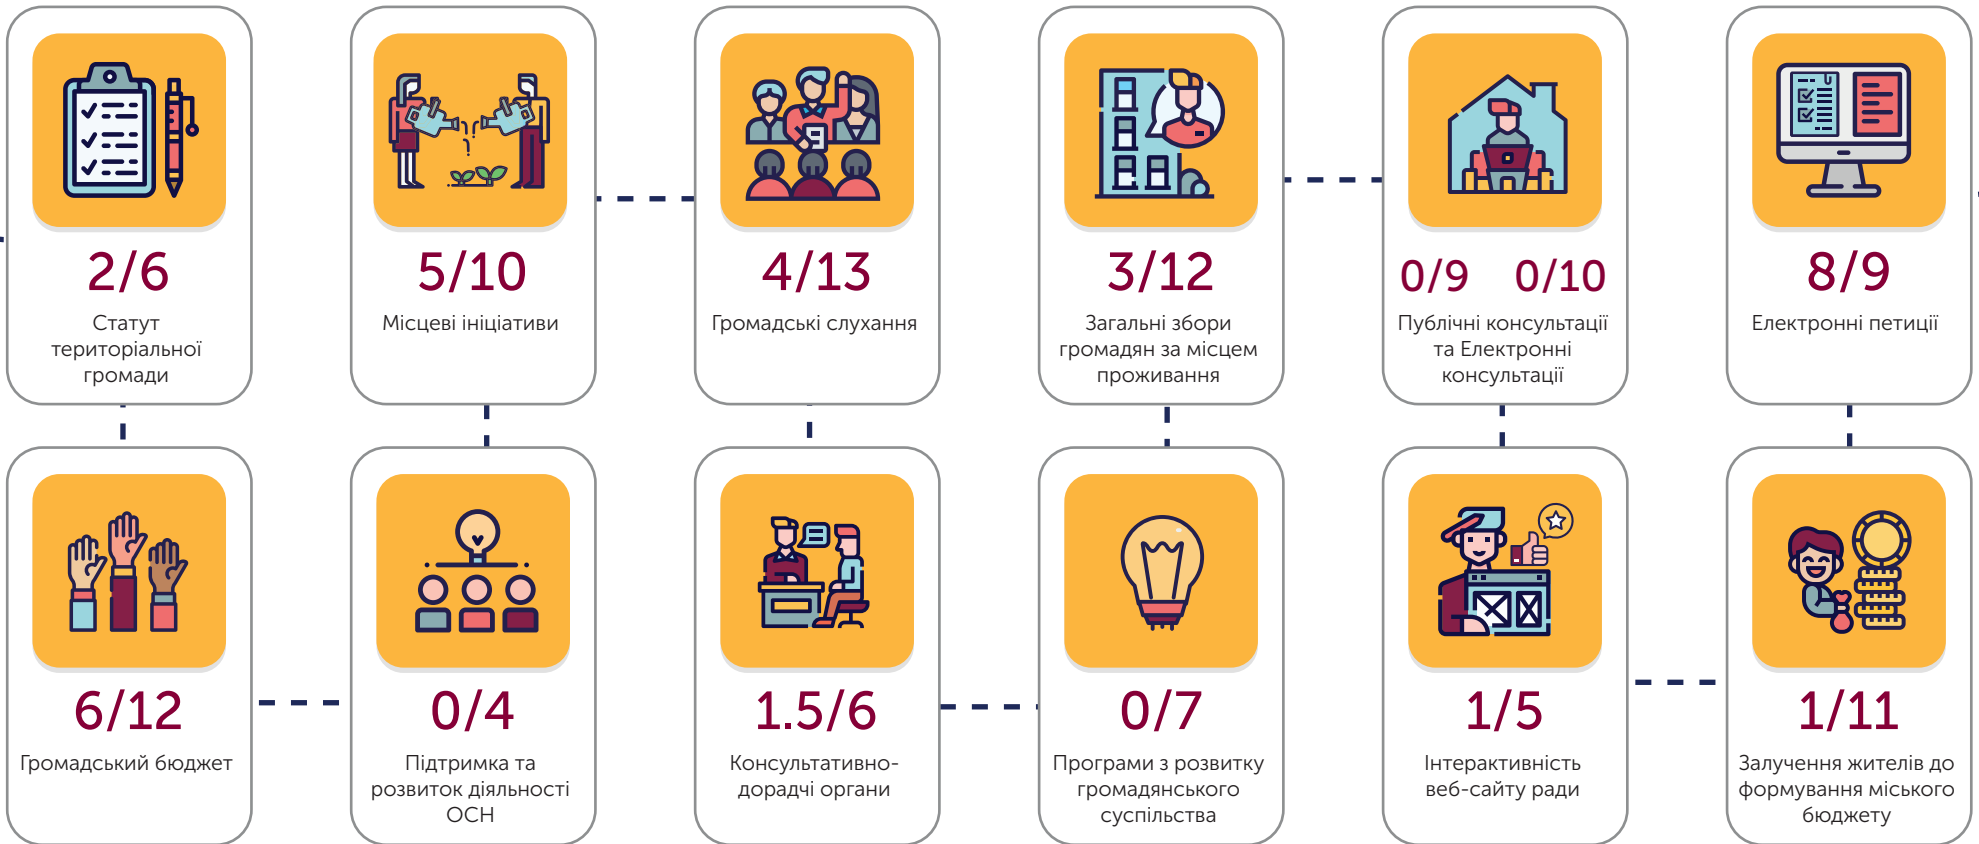 2/6
Статут
територіальної
громади
5/10
Місцеві ініціативи
4/13
Громадські слухання
3/12
Загальні збори
громадян за місцем
проживання
0/9 0/10
Публічні консультації
та Електронні
консультації
8/9
Електронні петиції
6/12
Громадський бюджет
0/4
Підтримка та
розвиток діяльності
ОСН
1.5/6
Консультативно-
дорадчі органи
0/7
Програми з розвитку
громадянського
суспільства
1/5
Інтерактивність
веб-сайту ради
1/11
Залучення жителів до
формування міського
бюджету